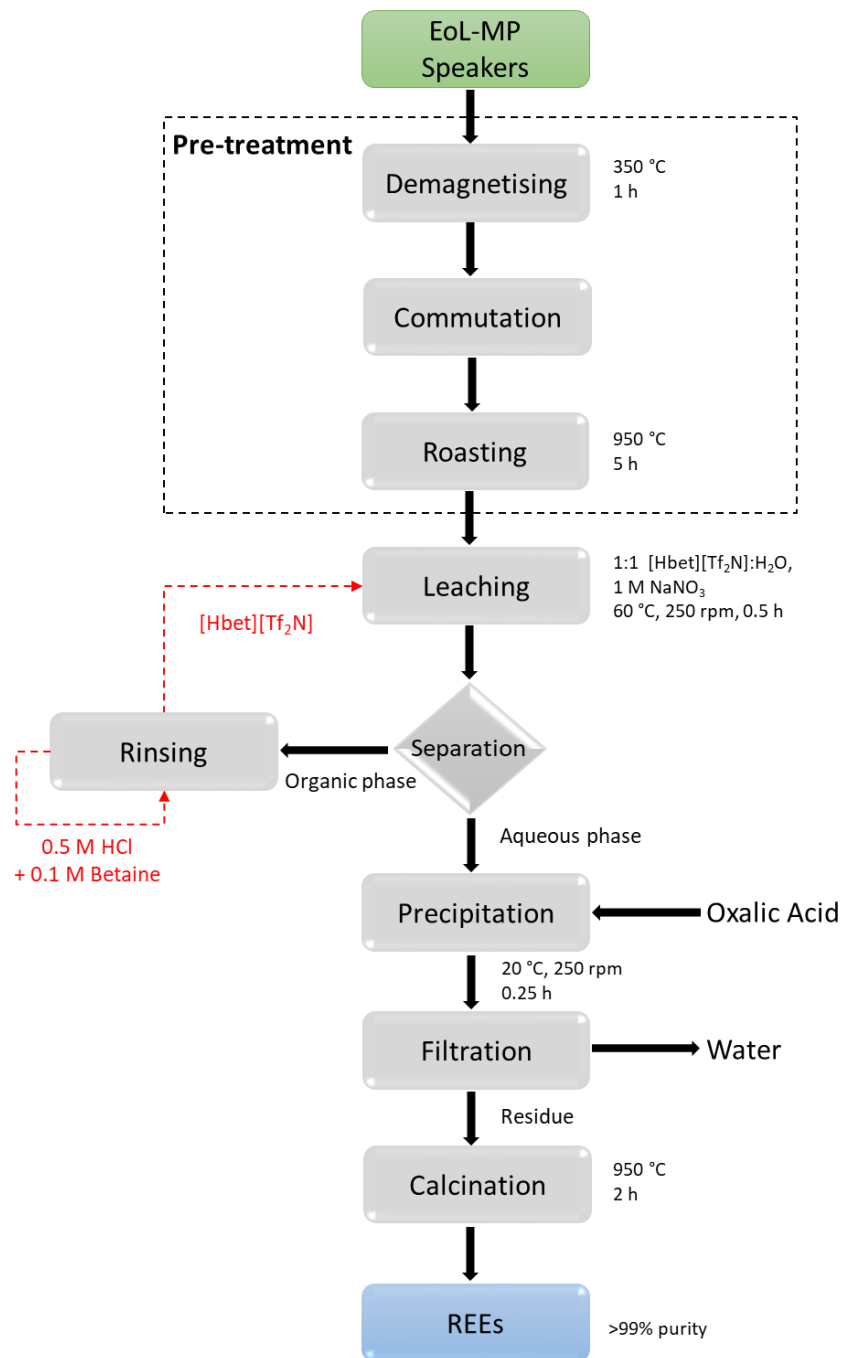 EoL-MP
Speakers
Pre-treatment
Demagnetising
350 °C
1 h
Commutation
Roasting
950 °C
5 h
Leaching
1:1 [Hbet][Tf₂N]:H₂O,
1 M NaNO₃
60 °C, 250 rpm, 0.5 h
[Hbet][Tf₂N]
Separation
Rinsing
Organic phase
0.5 M HCl
+ 0.1 M Betaine
Aqueous phase
Precipitation
Oxalic Acid
20 °C, 250 rpm
0.25 h
Filtration
Water
Residue
Calcination
950 °C
2 h
REEs
>99% purity